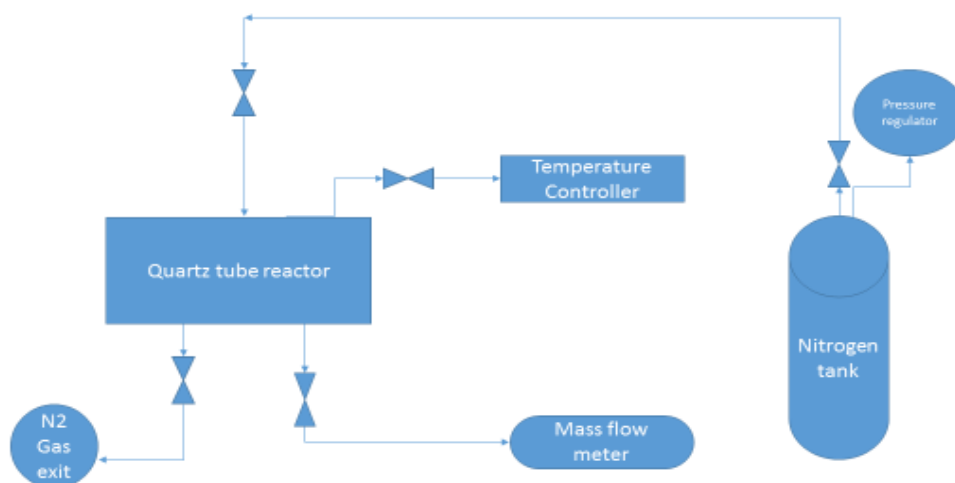 Pressure
regulator
Temperature
Controller
Quartz tube reactor
Nitrogen
tank
N2
Gas
exit
Mass flow
meter